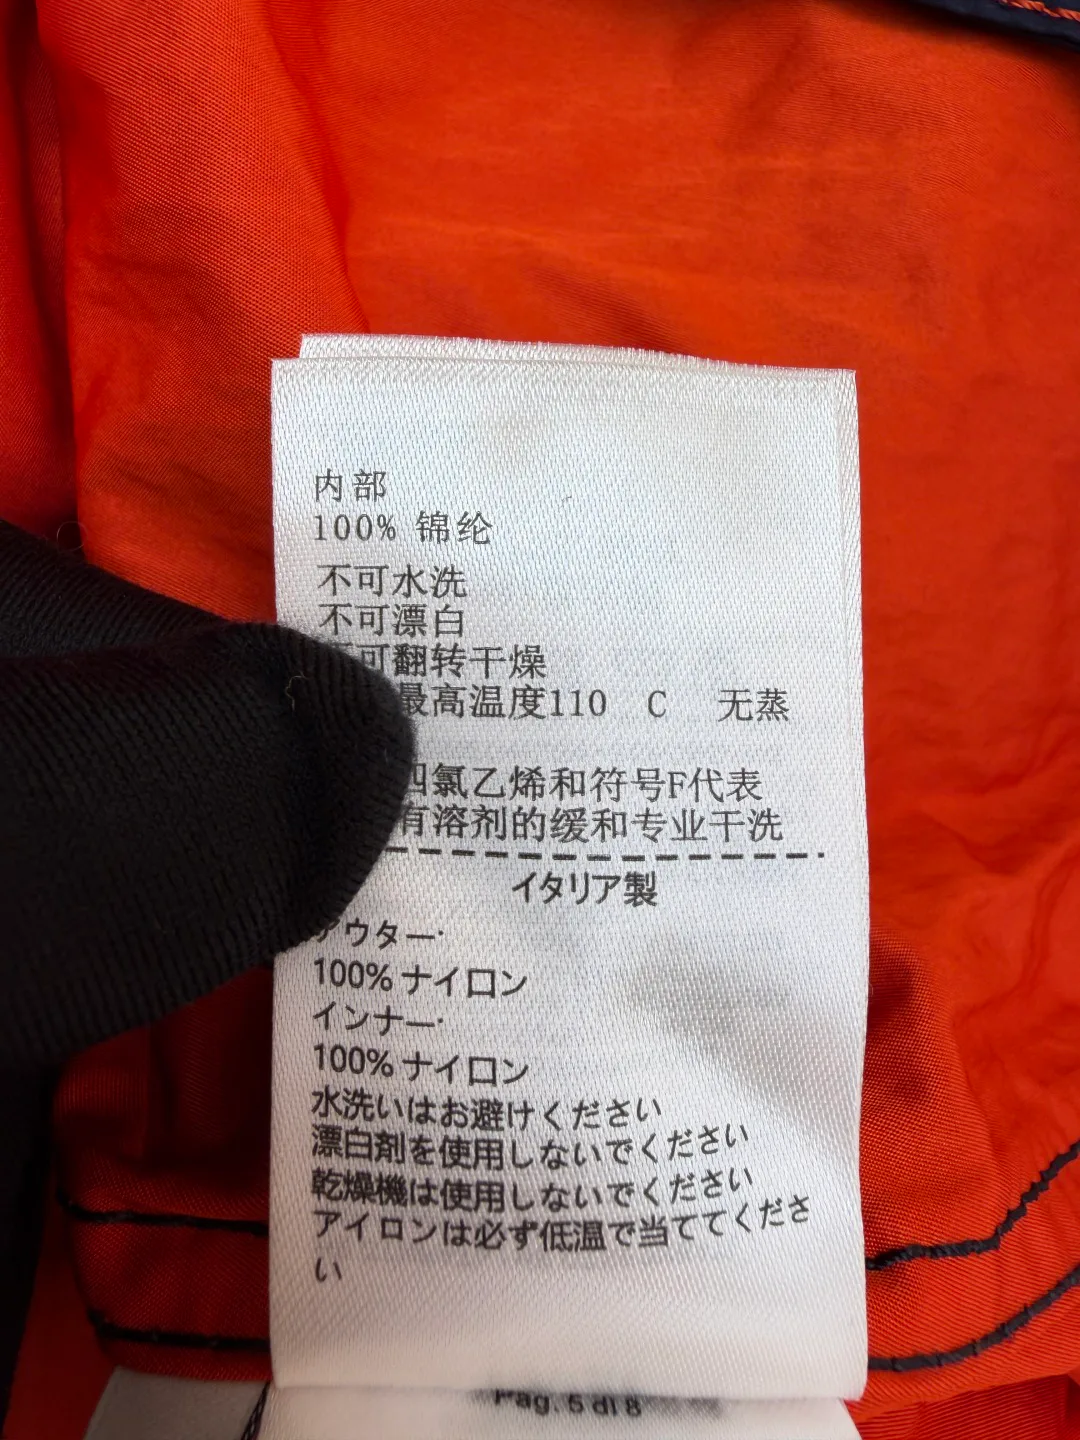 内部
100% 锦纶
不可水洗
不可漂白
可翻转干燥
最高温度110 C 无蒸
四氯乙烯和符号F代表
有溶剂的缓和专业干洗
イタリア製
アウター·
100% ナイロン
インナー·
100% ナイロン
水洗いはお避けください
漂白剤を使用しないでください
乾燥機は使用しないでください
アイロンは必ず低温で当ててくださ
い
Pag. 5 di 8